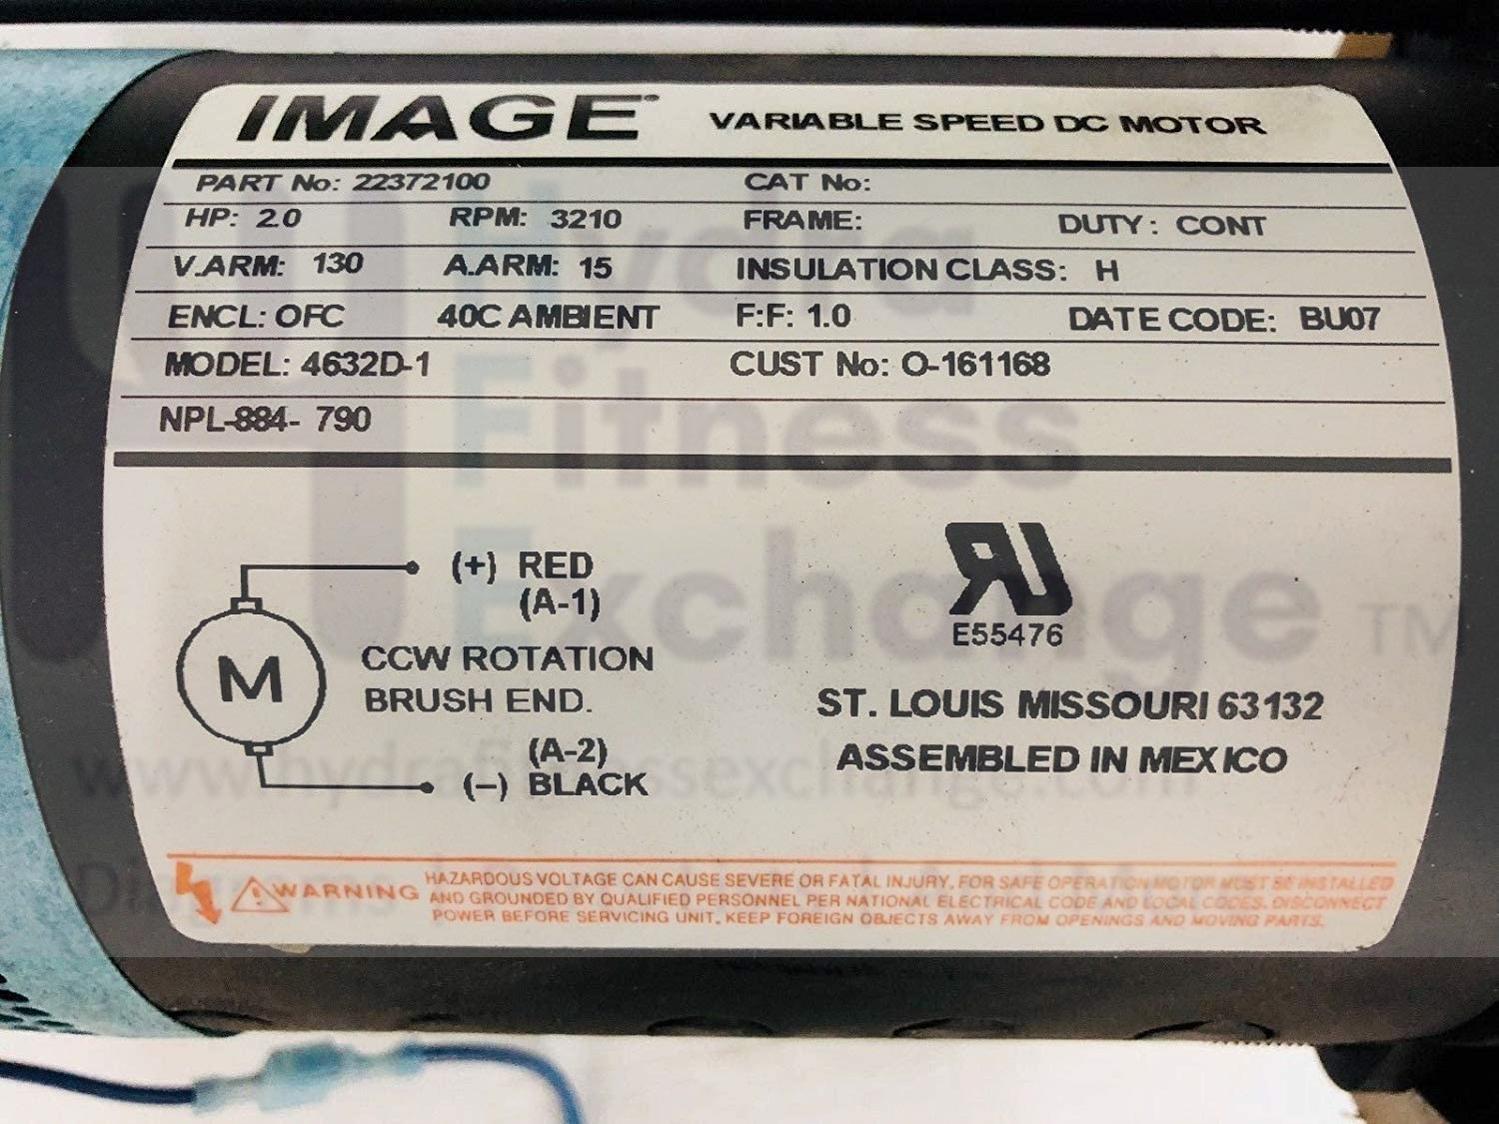 IMAGE VARIABLE SPEED DC MOTOR
PART No: 22372100 CAT No:
HP: 2.0 RPM: 3210 FRAME: DUTY: CONT
V.ARM: 130 A.ARM: 15 INSULATION CLASS: H
ENCL: OFC 40C AMBIENT F:F: 1.0 DATE CODE: BU07
MODEL: 4632D-1 CUST No: O-161168
NPL-884- 790
(+) RED
(A-1)
CCW ROTATION
BRUSH END.
M
(A-2)
(–) BLACK
RU
E55476
ST. LOUIS MISSOURI 63132
ASSEMBLED IN MEXICO
WARNING
HAZARDOUS VOLTAGE CAN CAUSE SEVERE OR FATAL INJURY. FOR SAFE OPERATION MOTOR MUST BE INSTALLED
AND GROUNDED BY QUALIFIED PERSONNEL PER NATIONAL ELECTRICAL CODE AND LOCAL CODES. DISCONNECT
POWER BEFORE SERVICING UNIT. KEEP FOREIGN OBJECTS AWAY FROM OPENINGS AND MOVING PARTS.
Hydra
Fitness
Exchange TM
www.hydrafitnessexchange.com